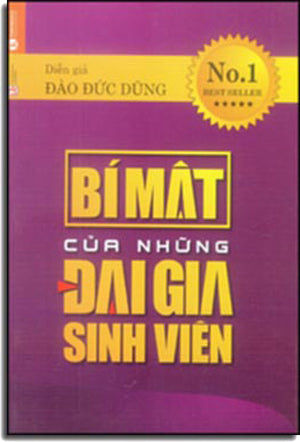 Diễn giả
ĐÀO ĐỨC DŨNG
No.1
BEST SELLER
BÍ MẬT
CỦA NHỮNG
ĐẠI GIA
SINH VIÊN